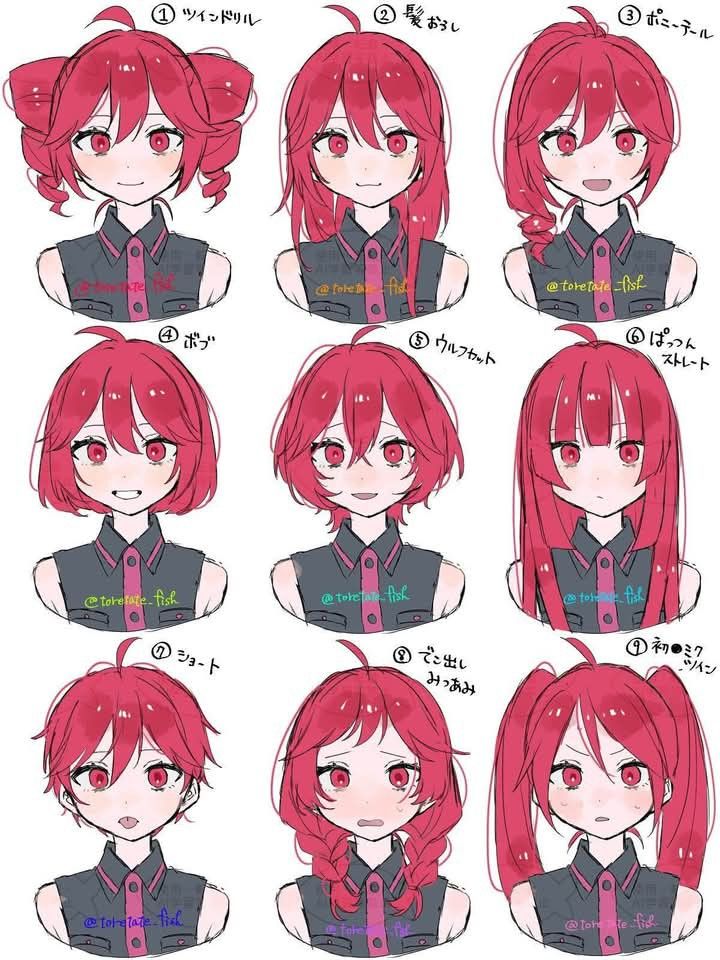 ① ツインドリル
② 髪おろし
③ ポニーテール
@toretate_fish
@toretate_fish
@toretate_fish
④ ボブ
⑤ ウルフカット
⑥ ぱっつん
ストレート
@toretate_fish
@toretate_fish
@toretate_fish
⑦ ショート
⑧ でこ出し
みつあみ
⑨ 初●ミク
ツイン
@toretate_fish
@toretate_fish
@toretate_fish